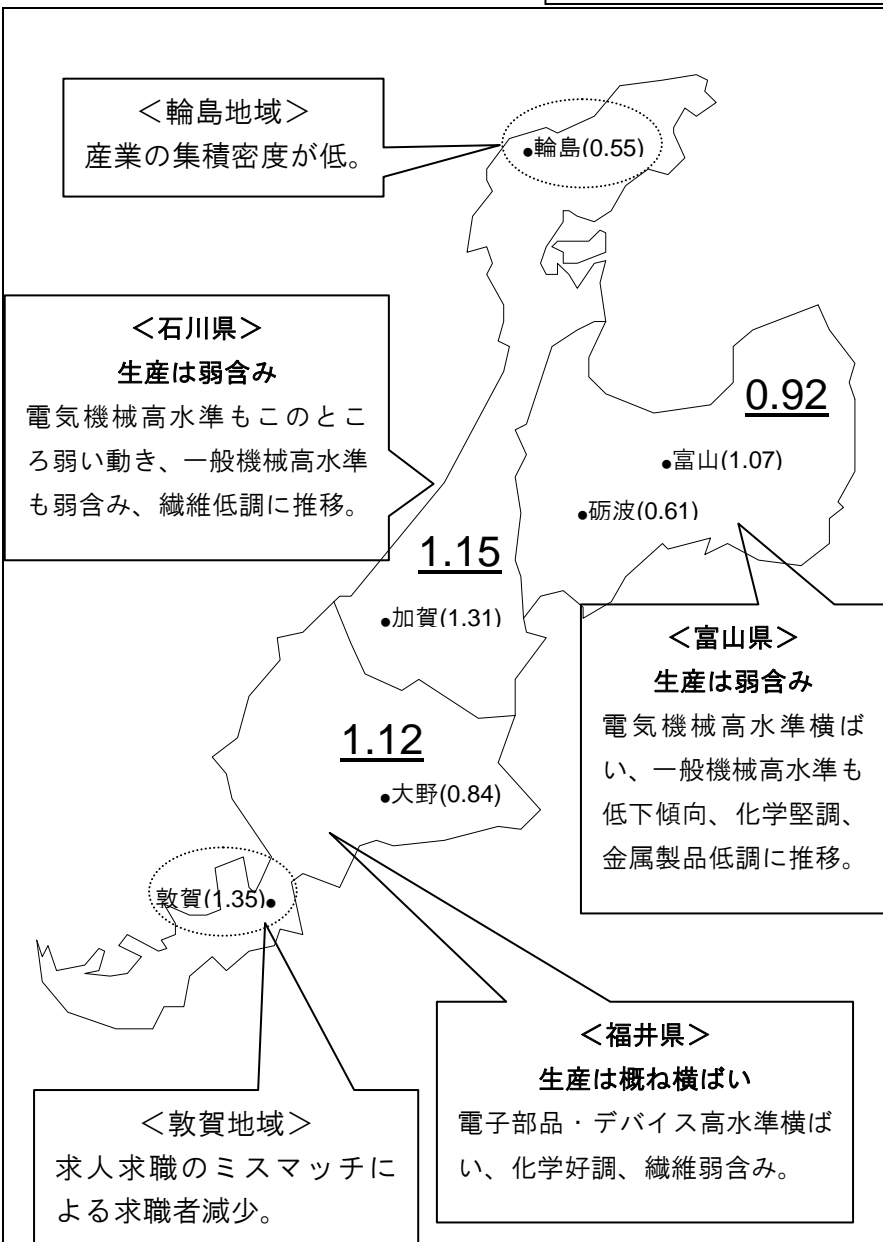 ＜輪島地域＞
産業の集積密度が低。
●輪島(0.55)
＜石川県＞
生産は弱含み
電気機械高水準もこのとこ
ろ弱い動き、一般機械高水準
も弱含み、繊維低調に推移。
0.92
●富山(1.07)
●砺波(0.61)
1.15
●加賀(1.31)
＜富山県＞
生産は弱含み
電気機械高水準横ば
い、一般機械高水準も
低下傾向、化学堅調、
金属製品低調に推移。
1.12
●大野(0.84)
敦賀(1.35)●
＜福井県＞
生産は概ね横ばい
電子部品・デバイス高水準横ば
い、化学好調、繊維弱含み。
＜敦賀地域＞
求人求職のミスマッチに
よる求職者減少。